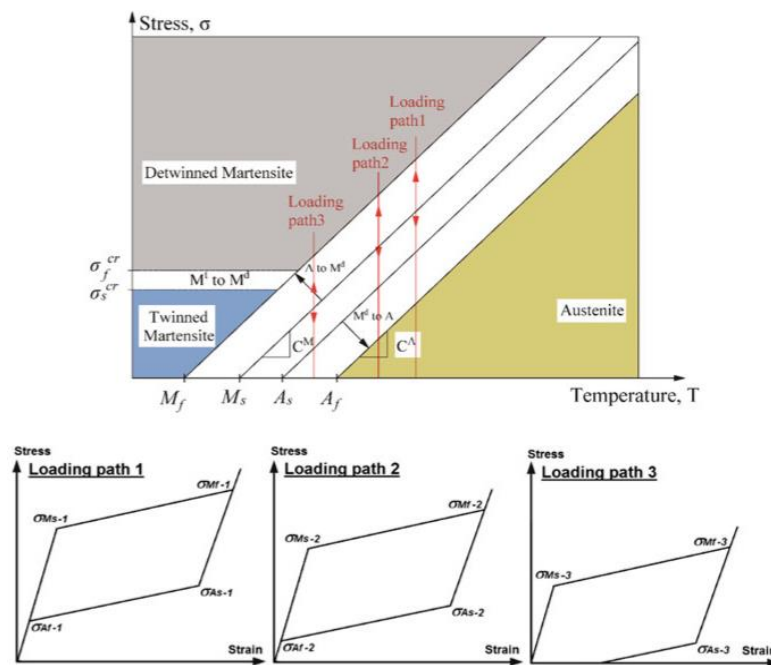 Stress, σ
Loading
path1
Loading
path2
Detwinned Martensite
Loading
path3
σ_f^cr
Λ to M^d
M^t to M^d
σ_s^cr
Twinned
Martensite
M^d to A
Austenite
C^M
C^Λ
M_f
M_s
A_s
A_f
Temperature, T
Stress
Loading path 1
σMf-1
σMs-1
σAs-1
σAf-1
Strain
Stress
Loading path 2
σMf-2
σMs-2
σAs-2
σAf-2
Strain
Stress
Loading path 3
σMf-3
σMs-3
σAs-3
Strain